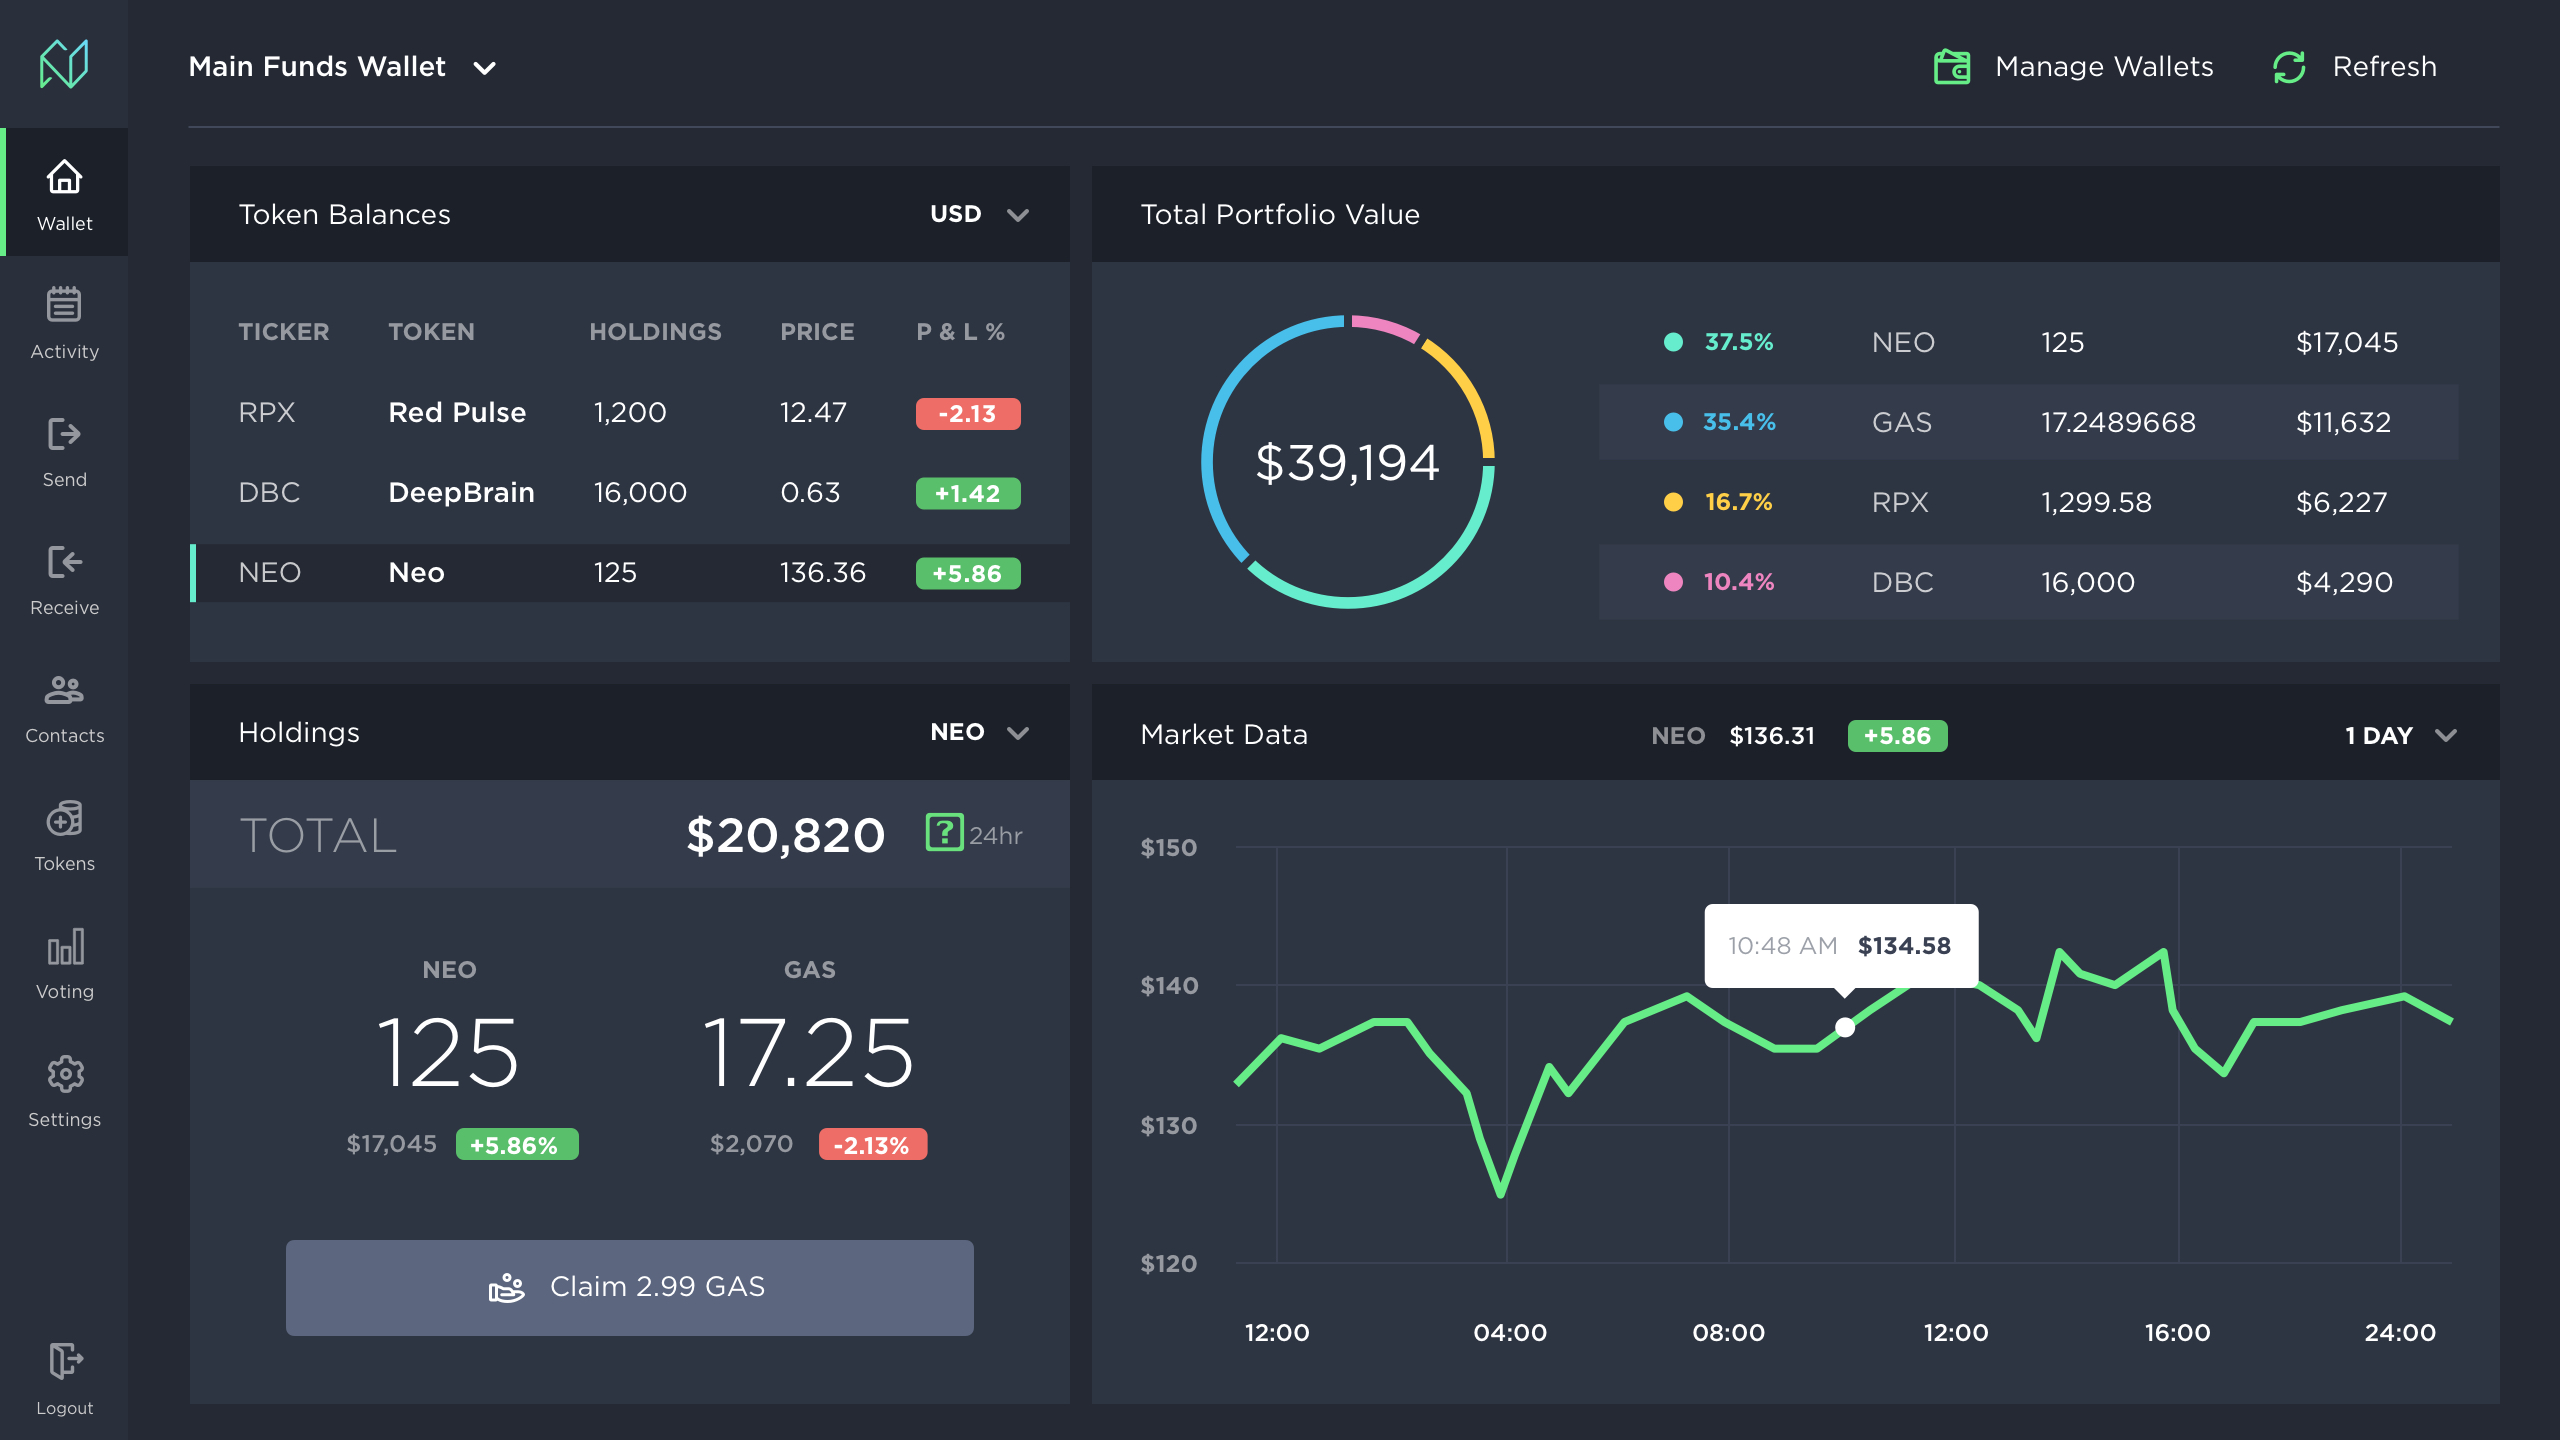 Main Funds Wallet
Manage Wallets
Refresh
Wallet
Activity
Send
Receive
Contacts
Tokens
Voting
Settings
Logout
Token Balances USD
TICKER TOKEN HOLDINGS PRICE P & L %
RPX Red Pulse 1,200 12.47 -2.13
DBC DeepBrain 16,000 0.63 +1.42
NEO Neo 125 136.36 +5.86
Total Portfolio Value
$39,194
37.5% NEO 125 $17,045
35.4% GAS 17.2489668 $11,632
16.7% RPX 1,299.58 $6,227
10.4% DBC 16,000 $4,290
Holdings NEO
TOTAL $20,820 ? 24hr
NEO GAS
125 17.25
$17,045 +5.86% $2,070 -2.13%
Claim 2.99 GAS
Market Data NEO $136.31 +5.86 1 DAY
$150
10:48 AM $134.58
$140
$130
$120
12:00 04:00 08:00 12:00 16:00 24:00